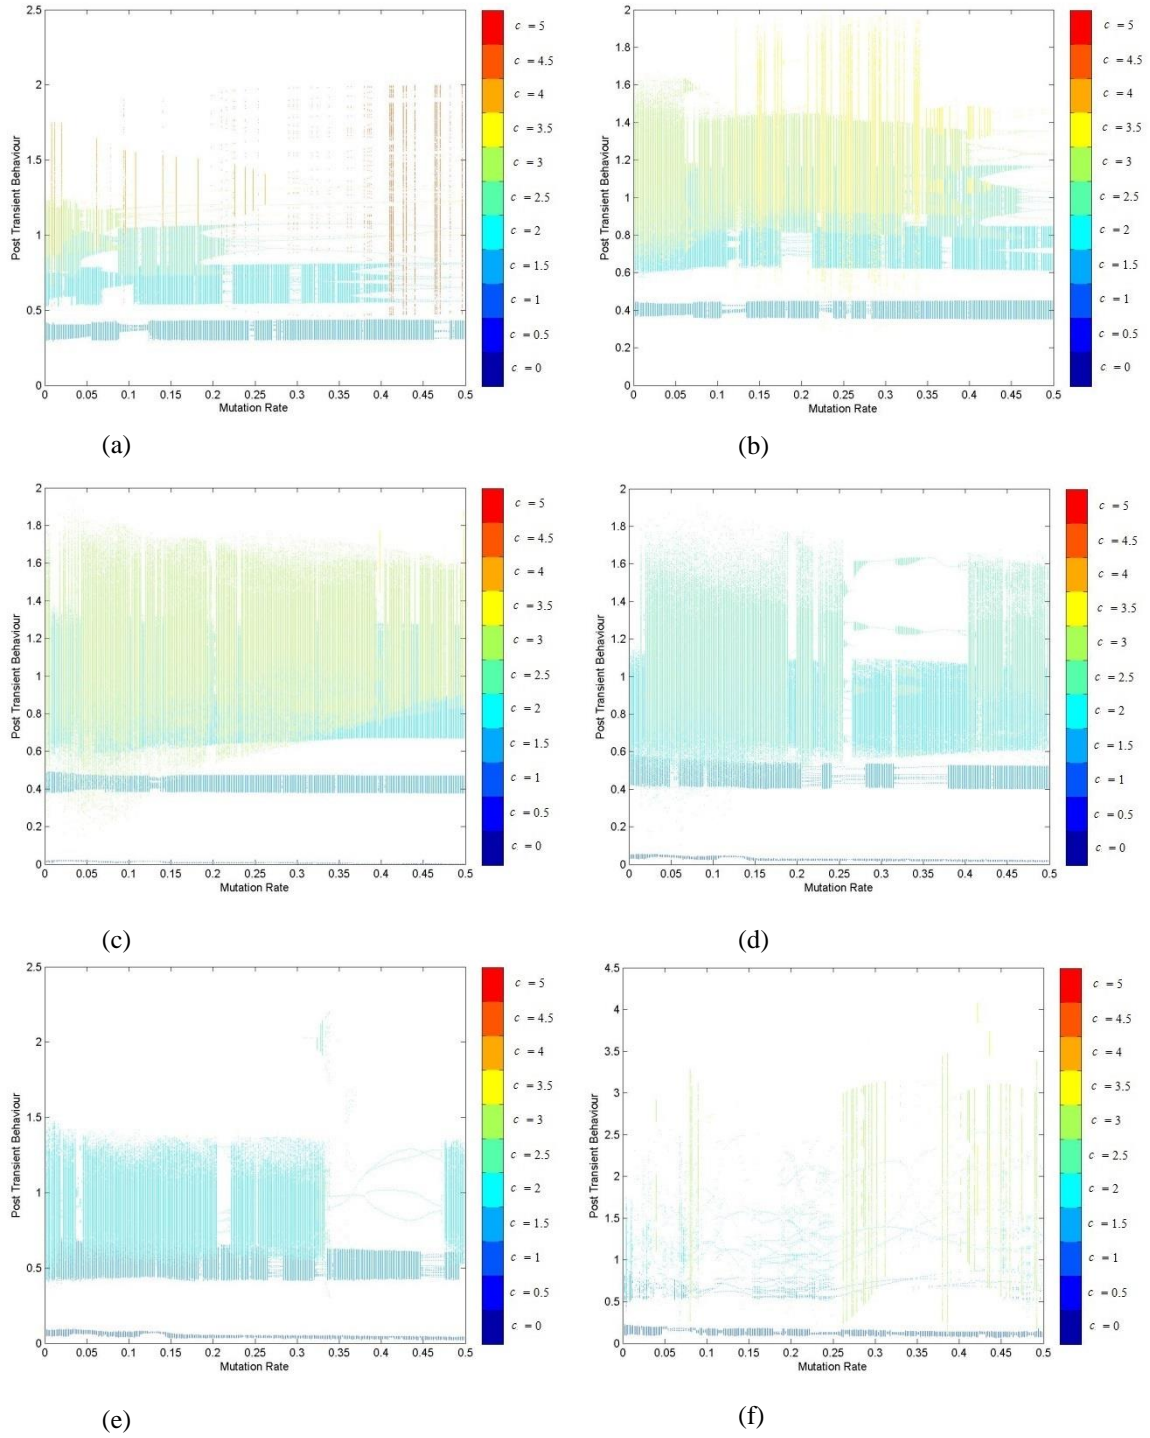 2.5
2
1.5
1
0.5
0
0 0.05 0.1 0.15 0.2 0.25 0.3 0.35 0.4 0.45 0.5
Post Transient Behaviour
Mutation Rate
c = 5
c = 4.5
c = 4
c = 3.5
c = 3
c = 2.5
c = 2
c = 1.5
c = 1
c = 0.5
c = 0
(a)
2
1.8
1.6
1.4
1.2
1
0.8
0.6
0.4
0.2
0
0 0.05 0.1 0.15 0.2 0.25 0.3 0.35 0.4 0.45 0.5
Post Transient Behaviour
Mutation Rate
c = 5
c = 4.5
c = 4
c = 3.5
c = 3
c = 2.5
c = 2
c = 1.5
c = 1
c = 0.5
c = 0
(b)
2
1.8
1.6
1.4
1.2
1
0.8
0.6
0.4
0.2
0
0 0.05 0.1 0.15 0.2 0.25 0.3 0.35 0.4 0.45 0.5
Post Transient Behaviour
Mutation Rate
c = 5
c = 4.5
c = 4
c = 3.5
c = 3
c = 2.5
c = 2
c = 1.5
c = 1
c = 0.5
c = 0
(c)
2
1.8
1.6
1.4
1.2
1
0.8
0.6
0.4
0.2
0
0 0.05 0.1 0.15 0.2 0.25 0.3 0.35 0.4 0.45 0.5
Post Transient Behaviour
Mutation Rate
c = 5
c = 4.5
c = 4
c = 3.5
c = 3
c = 2.5
c = 2
c = 1.5
c = 1
c = 0.5
c = 0
(d)
2.5
2
1.5
1
0.5
0
0 0.05 0.1 0.15 0.2 0.25 0.3 0.35 0.4 0.45 0.5
Post Transient Behaviour
Mutation Rate
c = 5
c = 4.5
c = 4
c = 3.5
c = 3
c = 2.5
c = 2
c = 1.5
c = 1
c = 0.5
c = 0
(e)
4.5
4
3.5
3
2.5
2
1.5
1
0.5
0
0 0.05 0.1 0.15 0.2 0.25 0.3 0.35 0.4 0.45 0.5
Post Transient Behaviour
Mutation Rate
c = 5
c = 4.5
c = 4
c = 3.5
c = 3
c = 2.5
c = 2
c = 1.5
c = 1
c = 0.5
c = 0
(f)